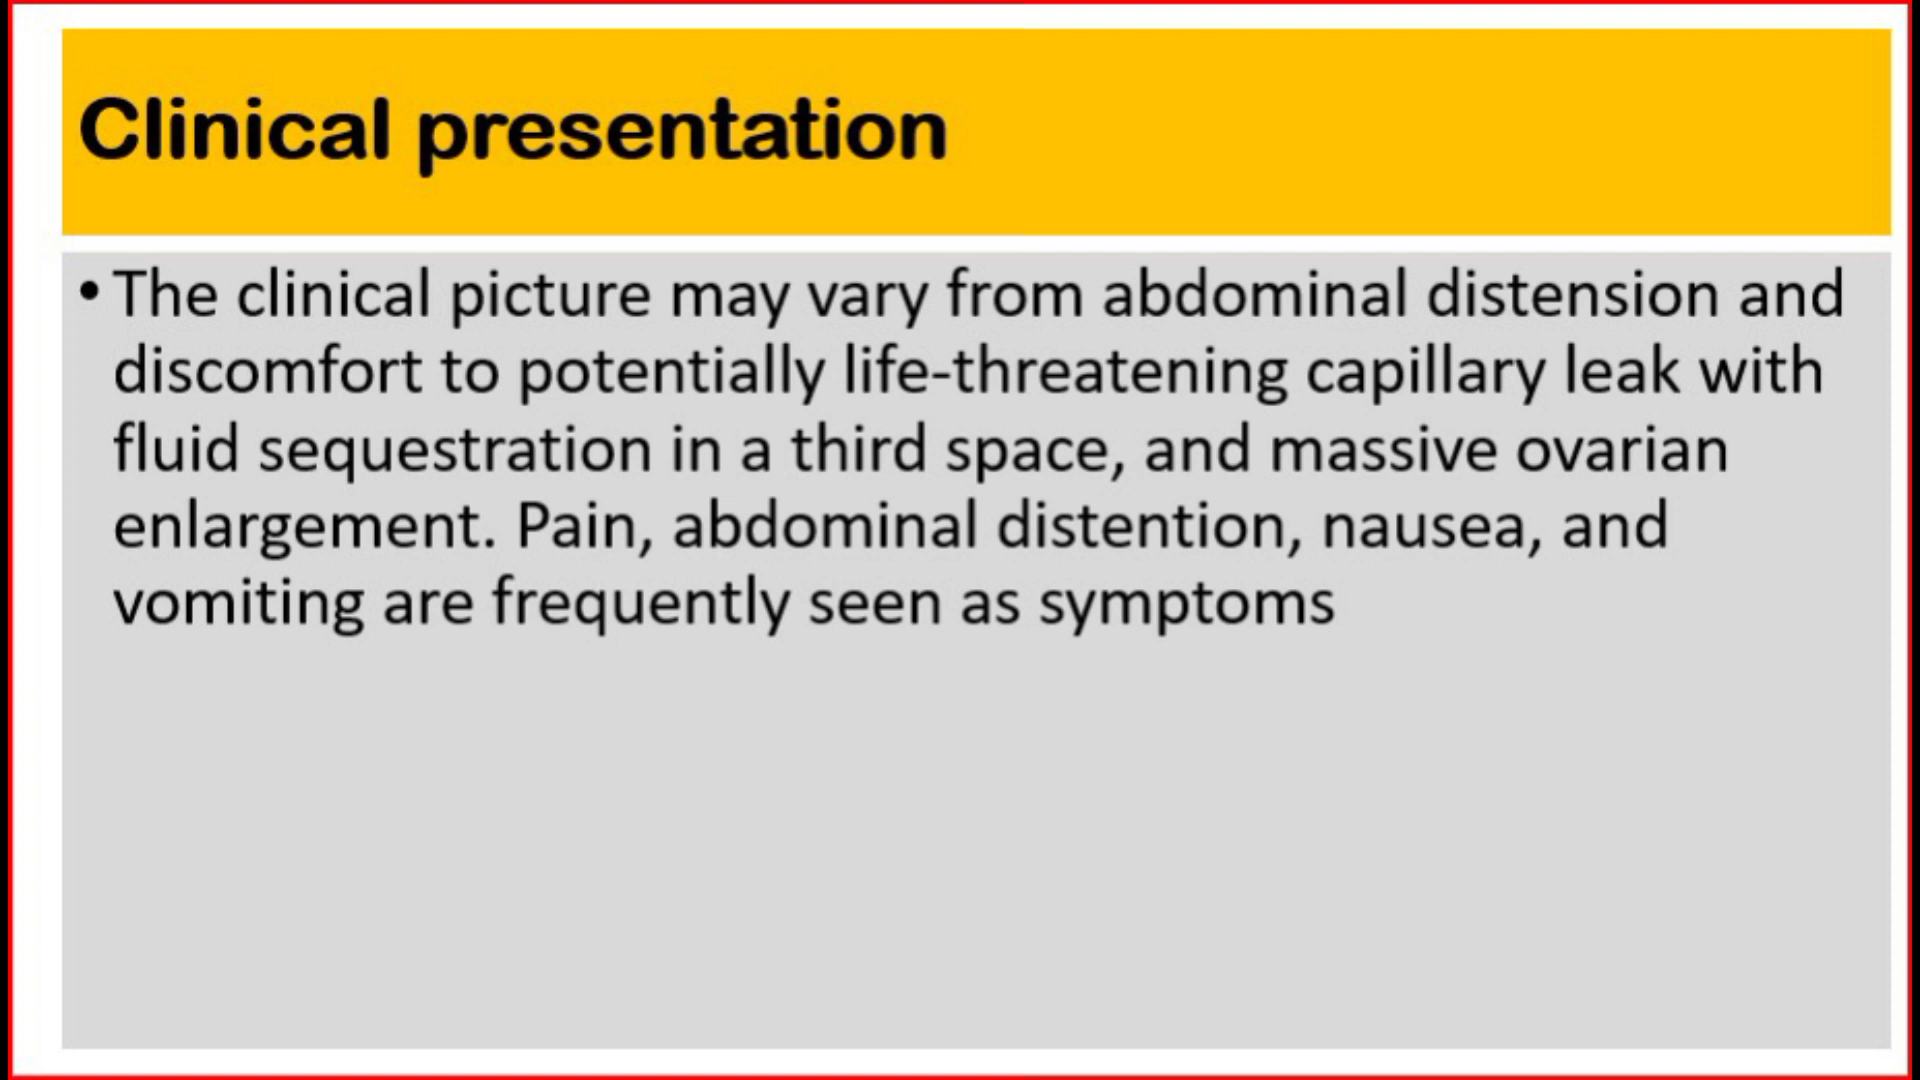 Clinical presentation
• The clinical picture may vary from abdominal distension and
discomfort to potentially life-threatening capillary leak with
fluid sequestration in a third space, and massive ovarian
enlargement. Pain, abdominal distention, nausea, and
vomiting are frequently seen as symptoms